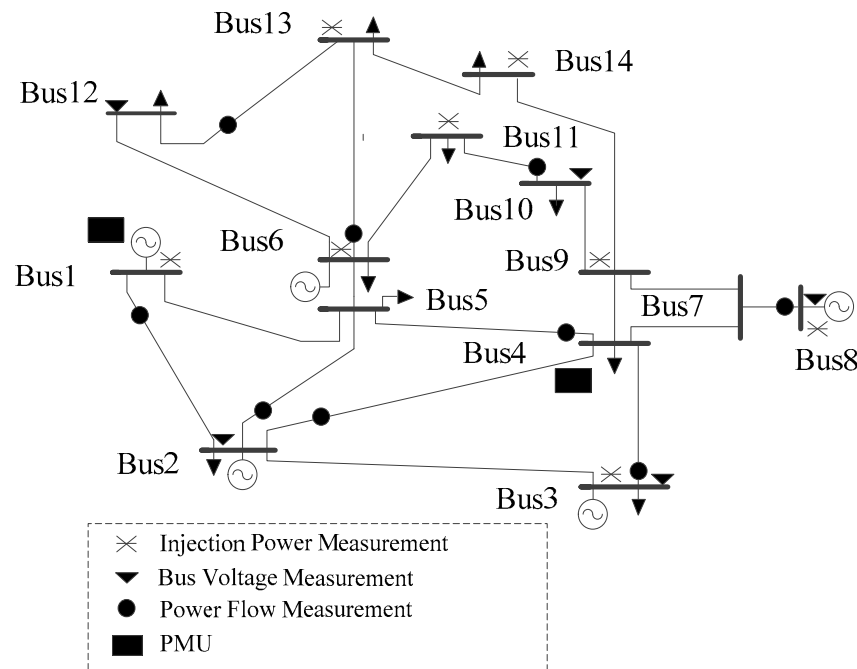 Bus13
Bus14
Bus12
Bus11
Bus10
Bus6
Bus9
Bus1
Bus5
Bus7
Bus4
Bus8
Bus2
Bus3
Injection Power Measurement
Bus Voltage Measurement
Power Flow Measurement
PMU